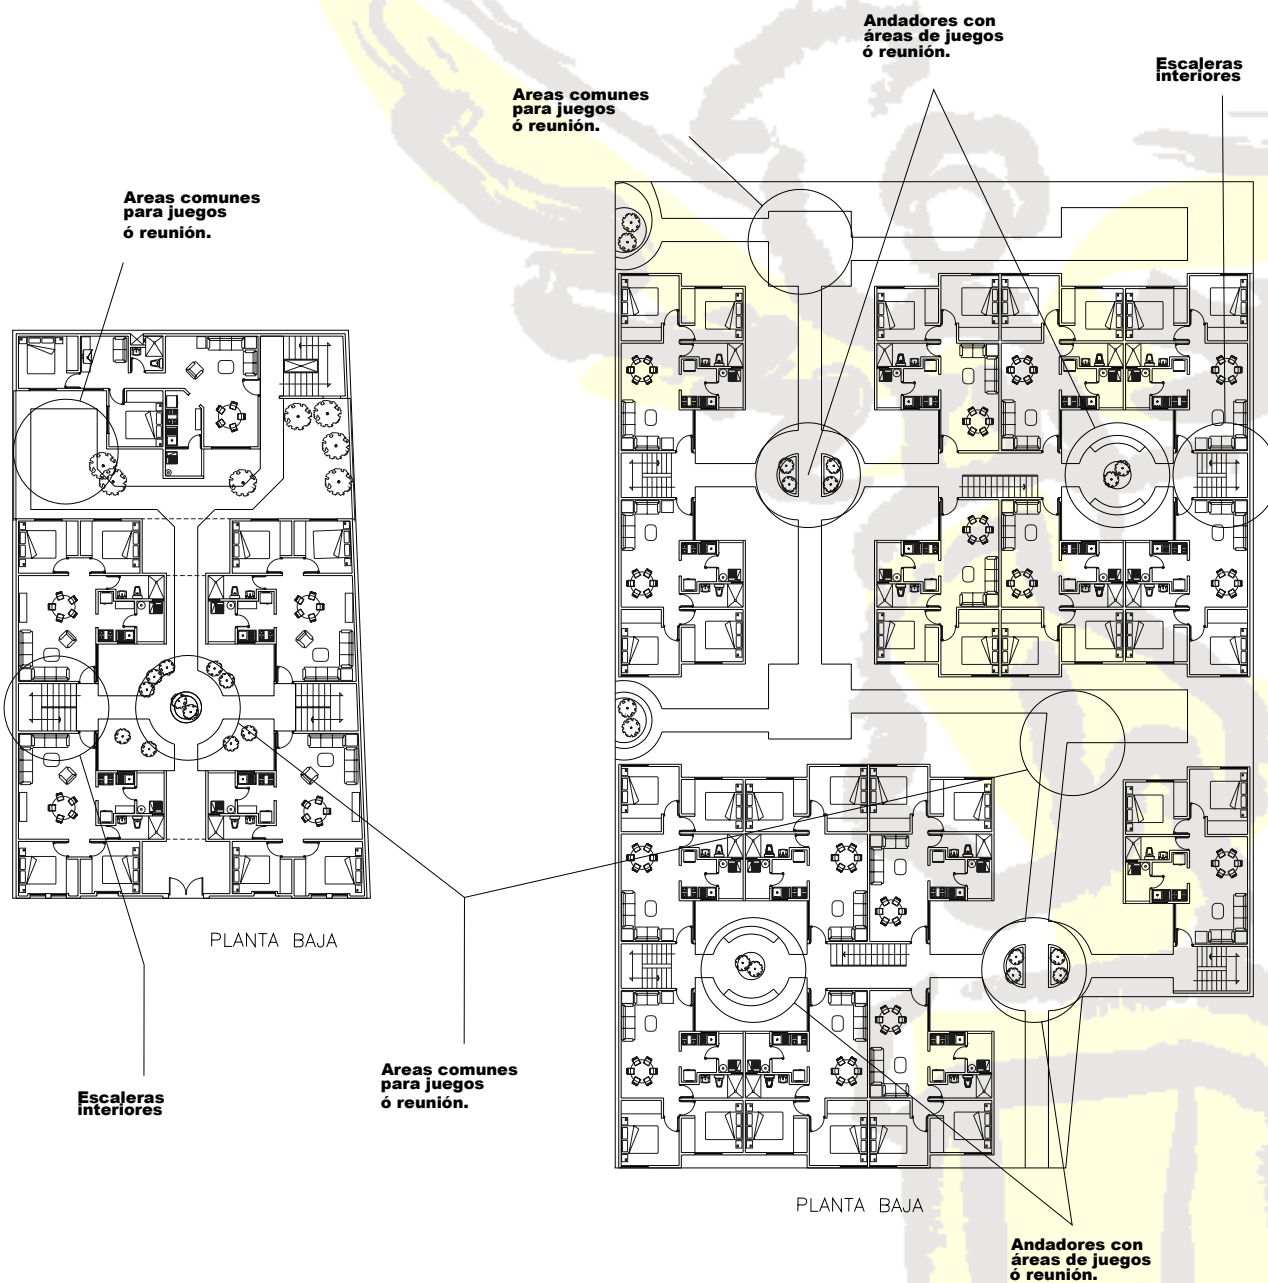 Andadores con
áreas de juegos
ó reunión.
Escaleras
interiores
Areas comunes
para juegos
ó reunión.
Areas comunes
para juegos
ó reunión.
PLANTA BAJA
Areas comunes
para juegos
ó reunión.
Escaleras
interiores
PLANTA BAJA
Andadores con
áreas de juegos
ó reunión.